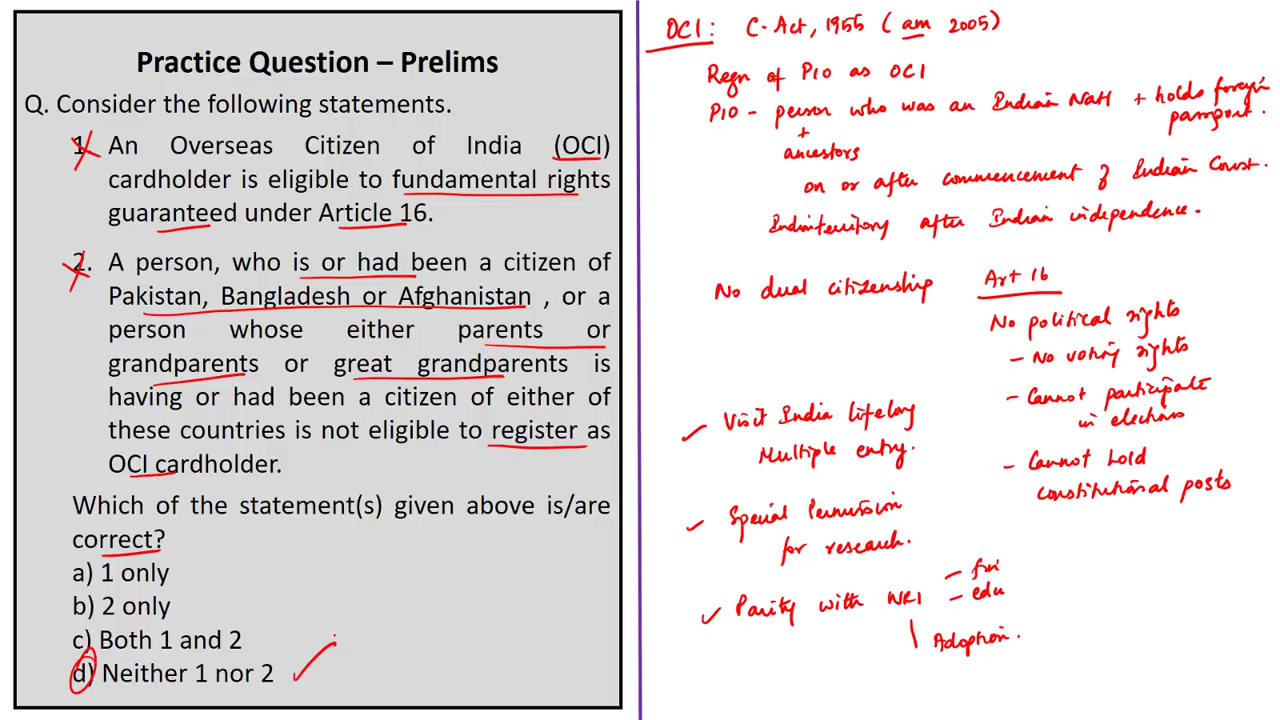 Practice Question – Prelims
Q. Consider the following statements.
1. An Overseas Citizen of India (OCI)
cardholder is eligible to fundamental rights
guaranteed under Article 16.
2. A person, who is or had been a citizen of
Pakistan, Bangladesh or Afghanistan , or a
person whose either parents or
grandparents or great grandparents is
having or had been a citizen of either of
these countries is not eligible to register as
OCI cardholder.
Which of the statement(s) given above is/are
correct?
a) 1 only
b) 2 only
c) Both 1 and 2
d) Neither 1 nor 2
OCI: C-Act, 1955 (am 2005)
Regn of PIO as OCI
PIO - person who was an Indian Natl + holds foreign
passport.
+
ancestors
on or after commencement of Indian Const.
Indian territory after Indian independence.
No dual citizenship
Art 16
No political rights
- No voting rights
- Cannot participate
in elections
- Cannot hold
constitutional posts
Visit India lifelong
Multiple entry.
Special Permission
for research.
Parity with NRI
- fin
- edu
Adoption.